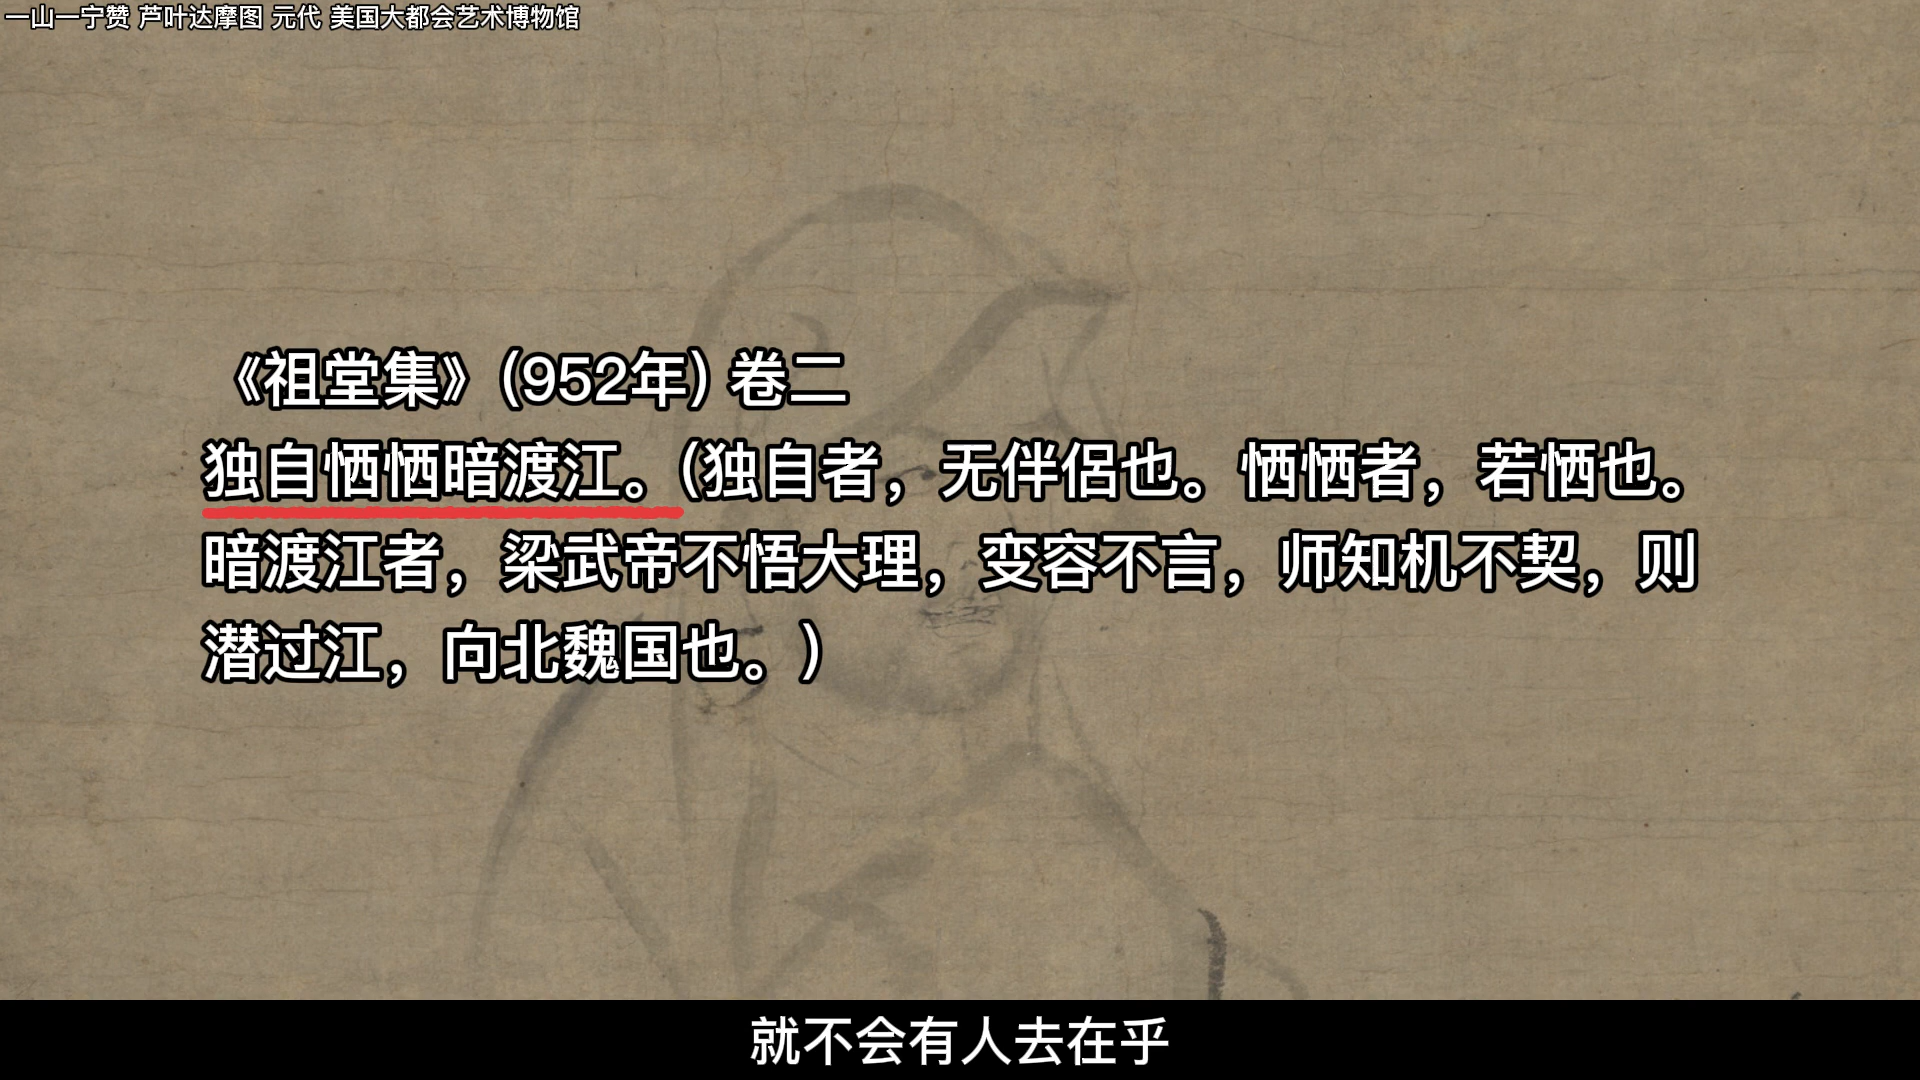 一山一宁赞 芦叶达摩图 元代 美国大都会艺术博物馆
《祖堂集》(952年) 卷二
独自恓恓暗渡江。（独自者，无伴侣也。恓恓者，若恓也。
暗渡江者，梁武帝不悟大理，变容不言，师知机不契，则
潜过江，向北魏国也。）
就不会有人去在乎